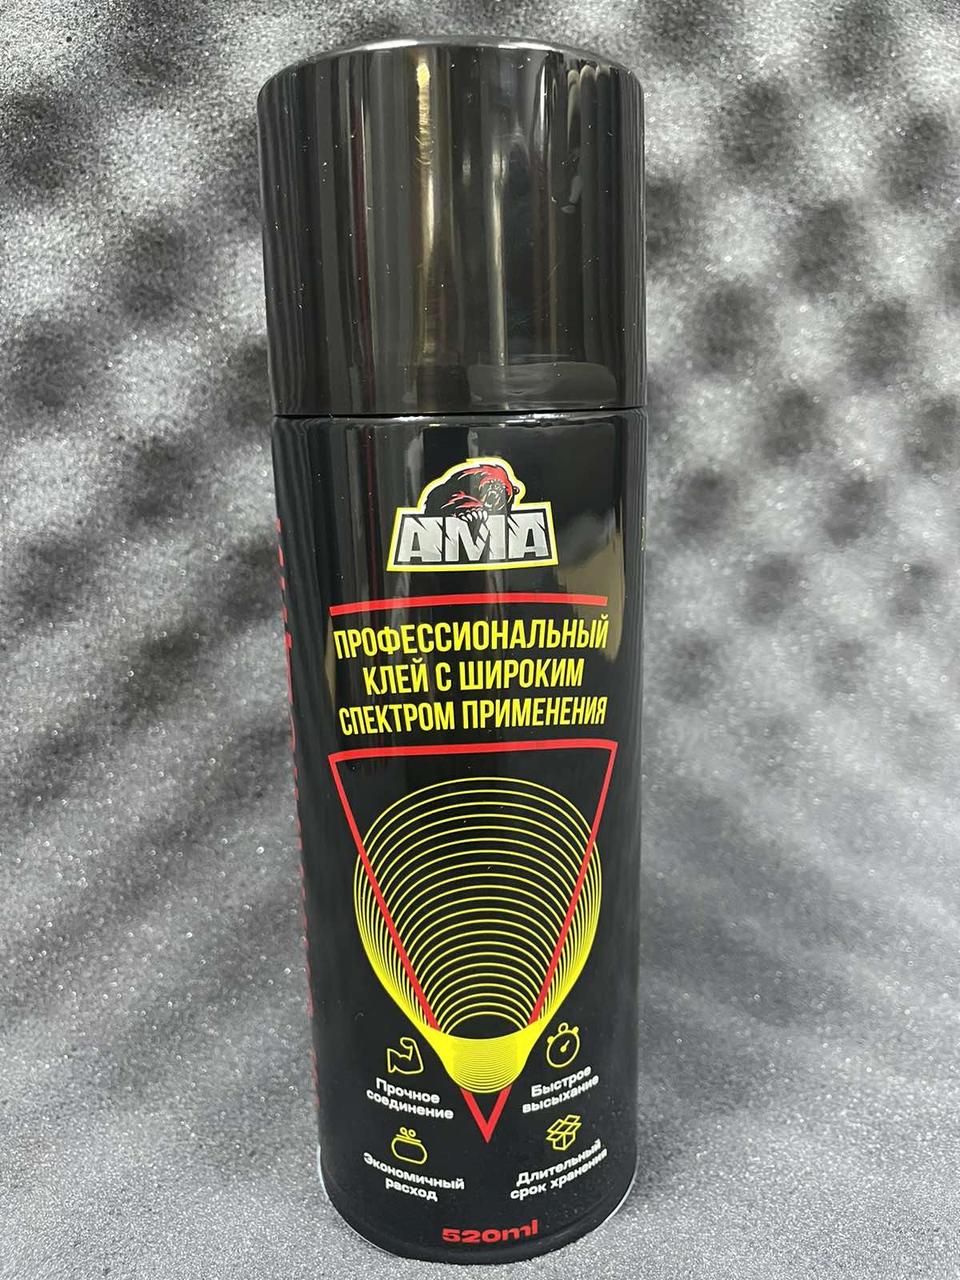 AMA
ПРОФЕССИОНАЛЬНЫЙ
КЛЕЙ С ШИРОКИМ
СПЕКТРОМ ПРИМЕНЕНИЯ
Прочное
соединение
Быстрое
высыхание
Экономичный
расход
Длительный
срок хранения
520ml